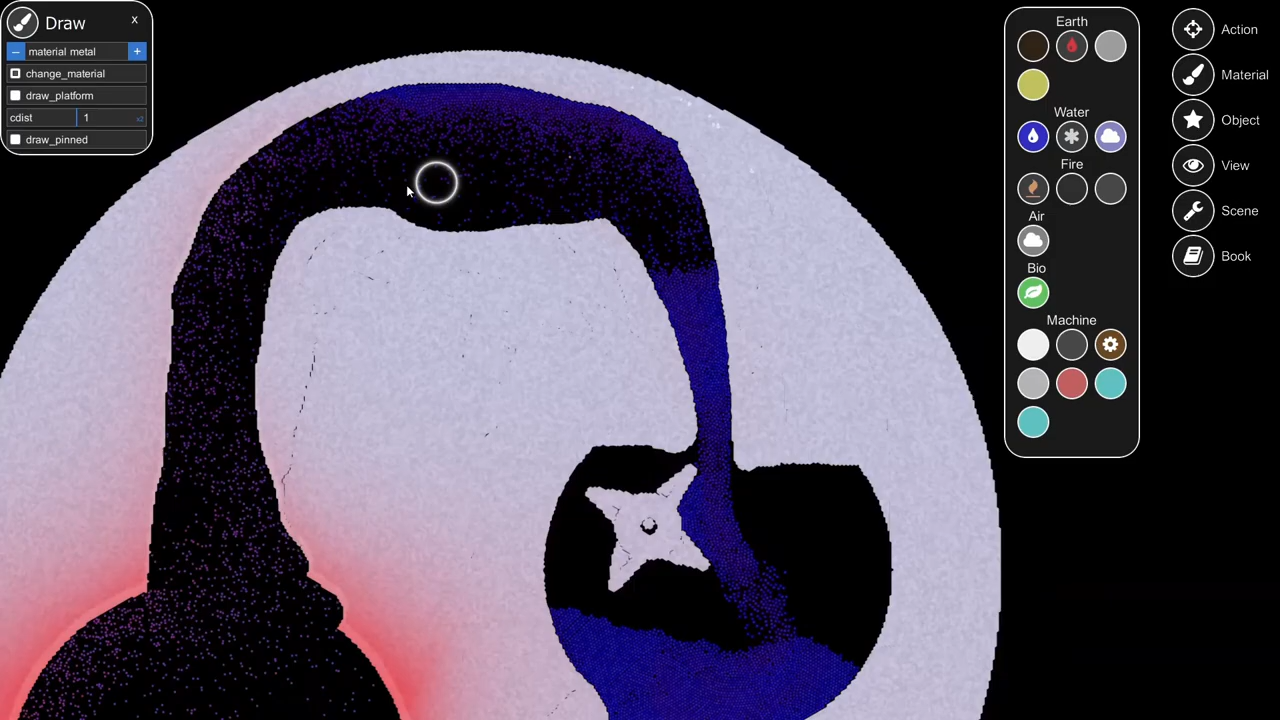 Draw
x
– material metal +
change_material
draw_platform
cdist 1 x2
draw_pinned
Earth
Water
Fire
Air
Bio
Machine
Action
Material
Object
View
Scene
Book